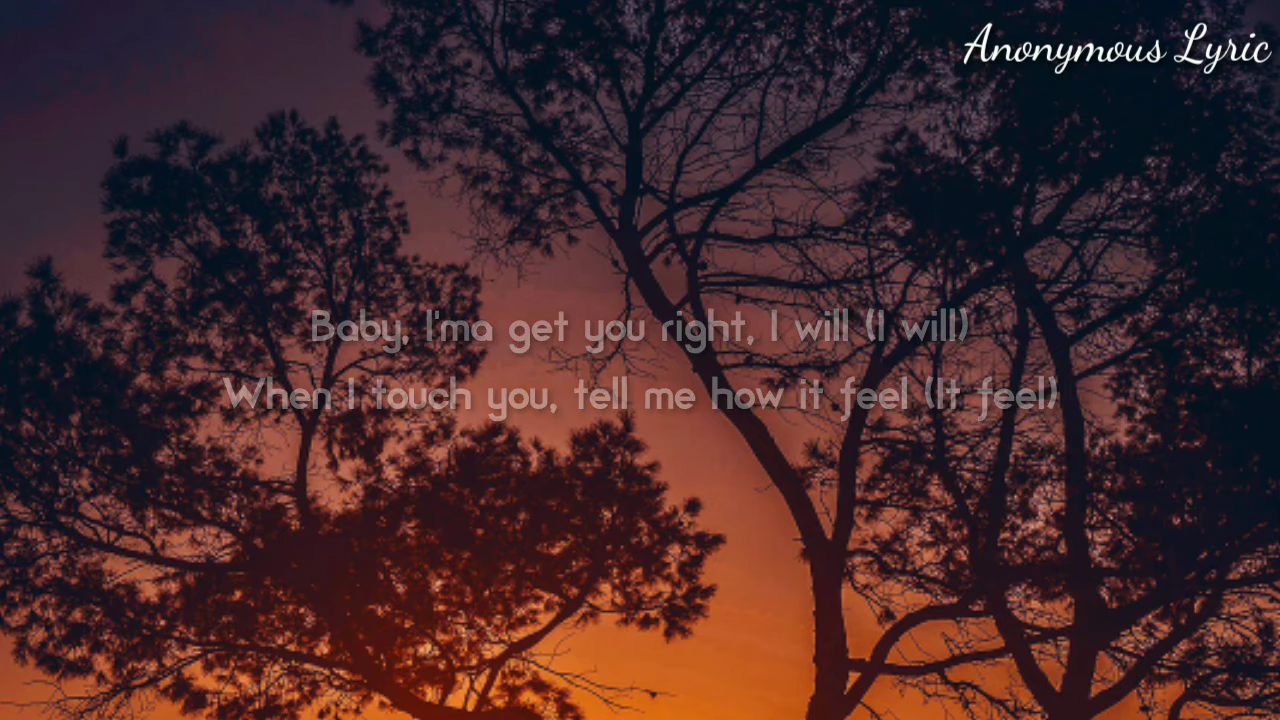 Anonymous Lyric
Baby, I'ma get you right, I will (I will)
When I touch you, tell me how it feel (It feel)